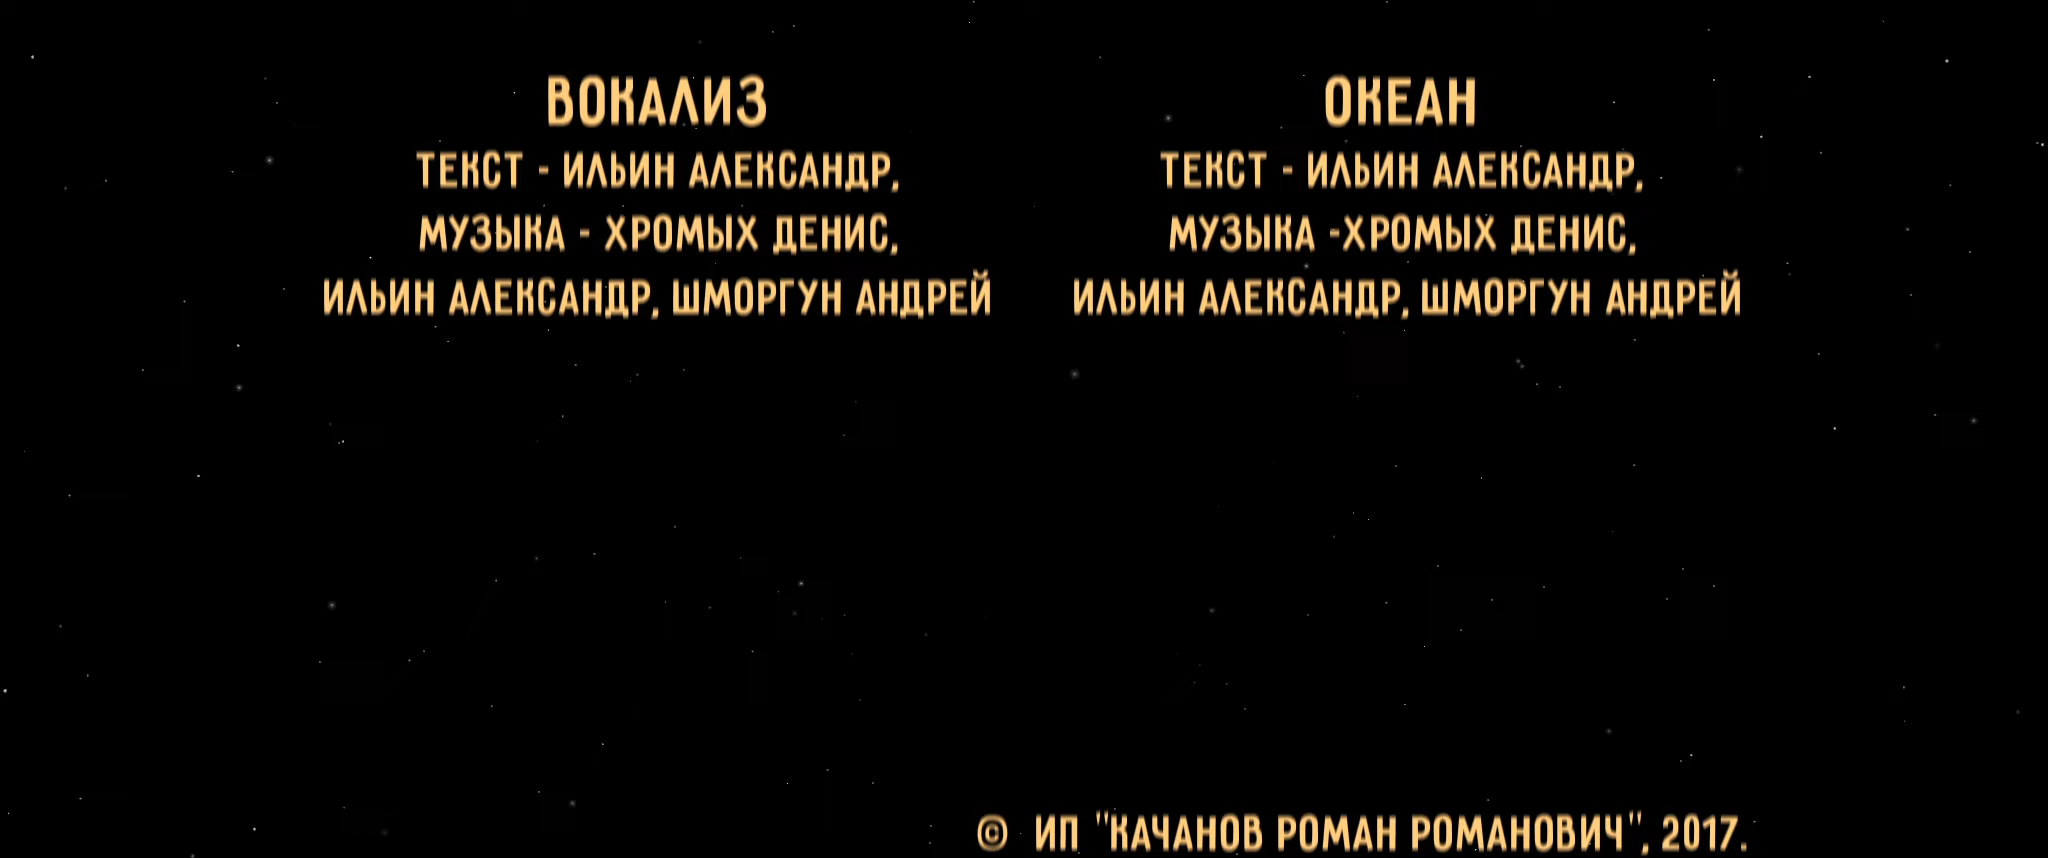 ВОКАЛИЗ
ТЕКСТ - ИЛЬИН АЛЕКСАНДР,
МУЗЫКА - ХРОМЫХ ДЕНИС,
ИЛЬИН АЛЕКСАНДР, ШМОРГУН АНДРЕЙ
ОКЕАН
ТЕКСТ - ИЛЬИН АЛЕКСАНДР,
МУЗЫКА -ХРОМЫХ ДЕНИС,
ИЛЬИН АЛЕКСАНДР, ШМОРГУН АНДРЕЙ
© ИП "КАЧАНОВ РОМАН РОМАНОВИЧ", 2017.